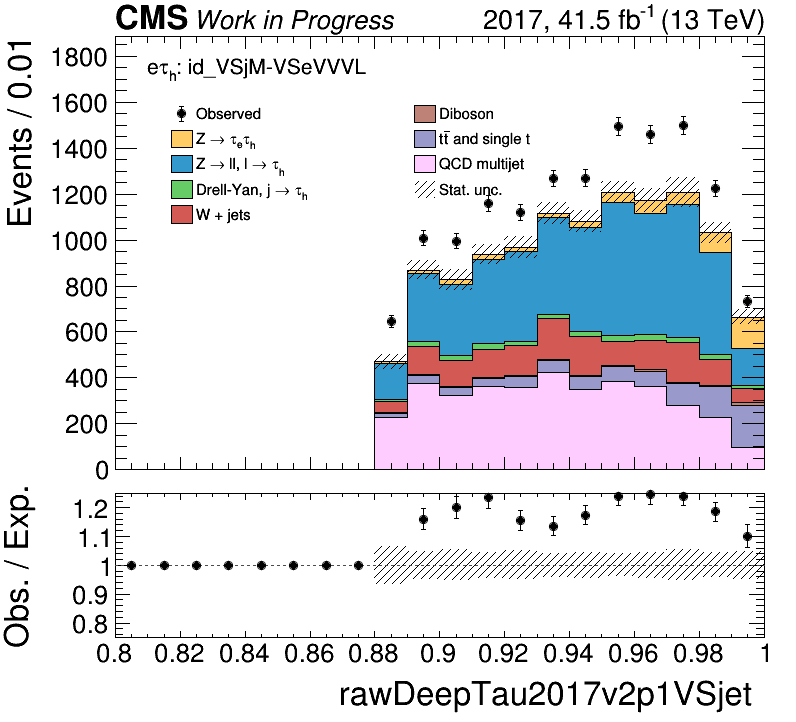 CMS Work in Progress 2017, 41.5 fb⁻¹ (13 TeV)
eτₕ: id_VSjM-VSeVVVL
Observed
Z → τₑτₕ
Z → ll, l → τₕ
Drell-Yan, j → τₕ
W + jets
Diboson
tt̄ and single t
QCD multijet
Stat. unc.
Events / 0.01
1800
1600
1400
1200
1000
800
600
400
200
0
Obs. / Exp.
1.2
1.1
1
0.9
0.8
0.8 0.82 0.84 0.86 0.88 0.9 0.92 0.94 0.96 0.98 1
rawDeepTau2017v2p1VSjet